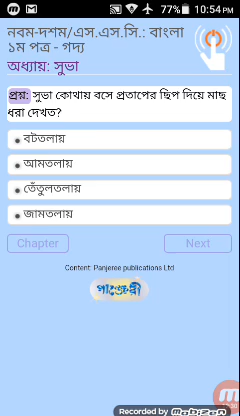 77% 10:54 PM
নবম-দশম/এস.এস.সি.: বাংলা
১ম পত্র - গদ্য
অধ্যায়: সুভা
প্রশ্ন: সুভা কোথায় বসে প্রতাপের ছিপ দিয়ে মাছ
ধরা দেখত?
বটতলায়
আমতলায়
তেঁতুলতলায়
জামতলায়
Chapter Next
Content: Panjeree publications Ltd
পাঞ্জেরী
Recorded by MOBIZEN